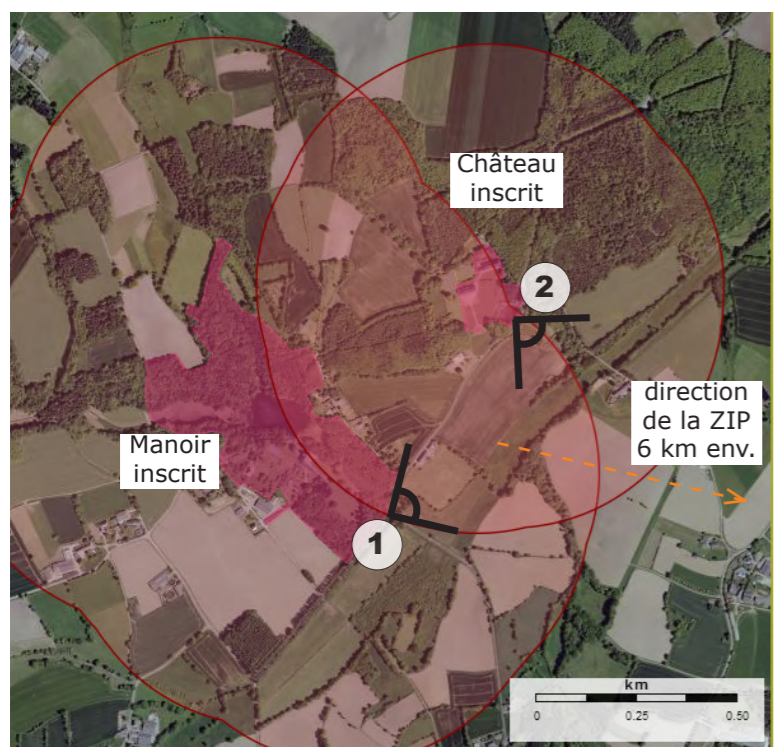 Château
inscrit
2
direction
de la ZIP
6 km env.
Manoir
inscrit
1
km
0 0.25 0.50